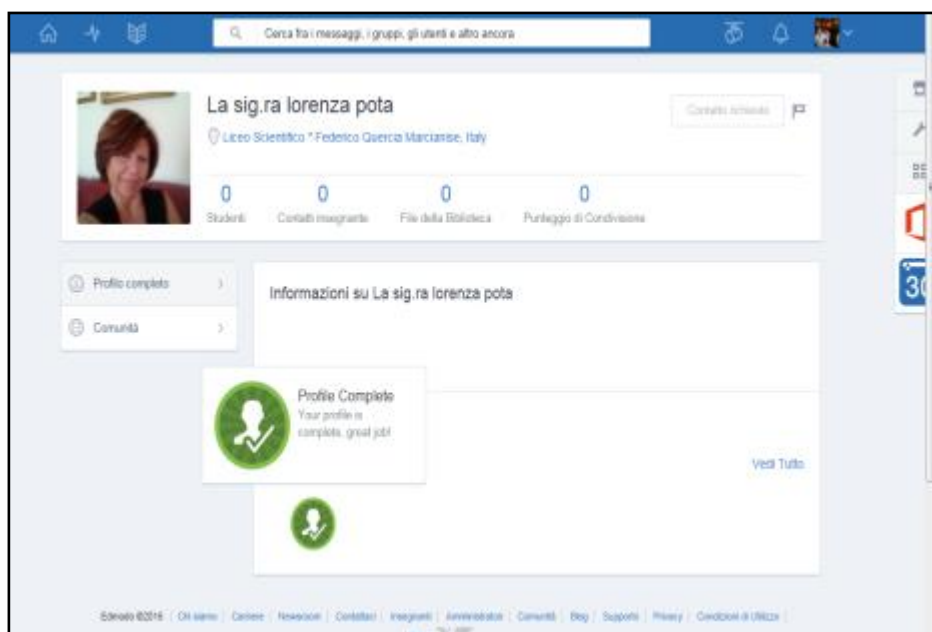 Cerca fra i messaggi, i gruppi, gli utenti e altro ancora
La sig.ra lorenza pota
Liceo Scientifico " Federico Quercia Marcianise, Italy
Contatto richiesto
0 0 0 0
Studenti Contatti insegnante File della Biblioteca Punteggio di Condivisione
Profilo completo
Comunità
Informazioni su La sig.ra lorenza pota
Profile Complete
Your profile is
complete, great job!
Vedi Tutto
30
Edmodo ©2016 | Chi siamo | Carriere | Newsroom | Contattaci | Insegnanti | Amministratori | Comunità | Blog | Supporto | Privacy | Condizioni di Utilizzo |